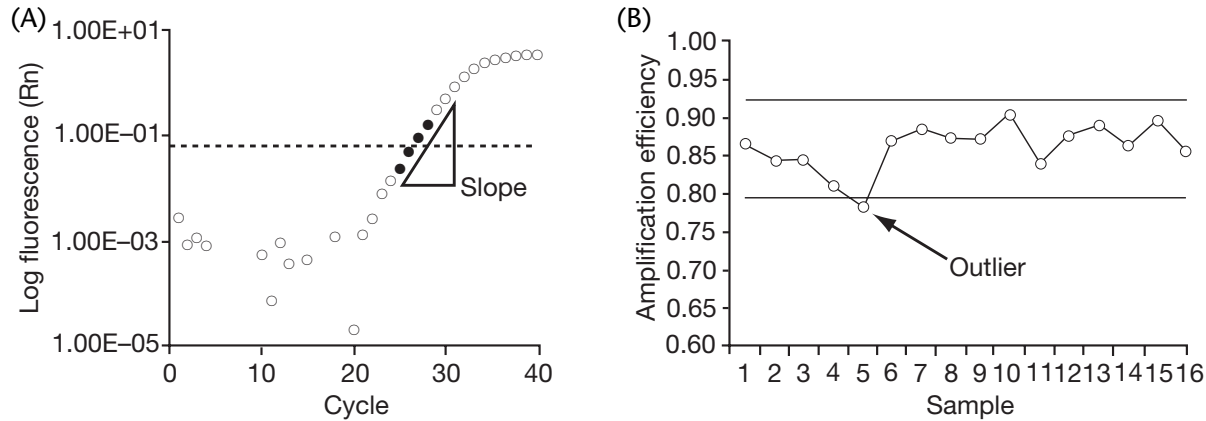 (A)
Log fluorescence (Rn)
1.00E+01
1.00E–01
1.00E–03
1.00E–05
Slope
0 10 20 30 40
Cycle
(B)
Amplification efficiency
1.00
0.95
0.90
0.85
0.80
0.75
0.70
0.65
0.60
Outlier
1 2 3 4 5 6 7 8 9 10 11 12 13 14 15 16
Sample